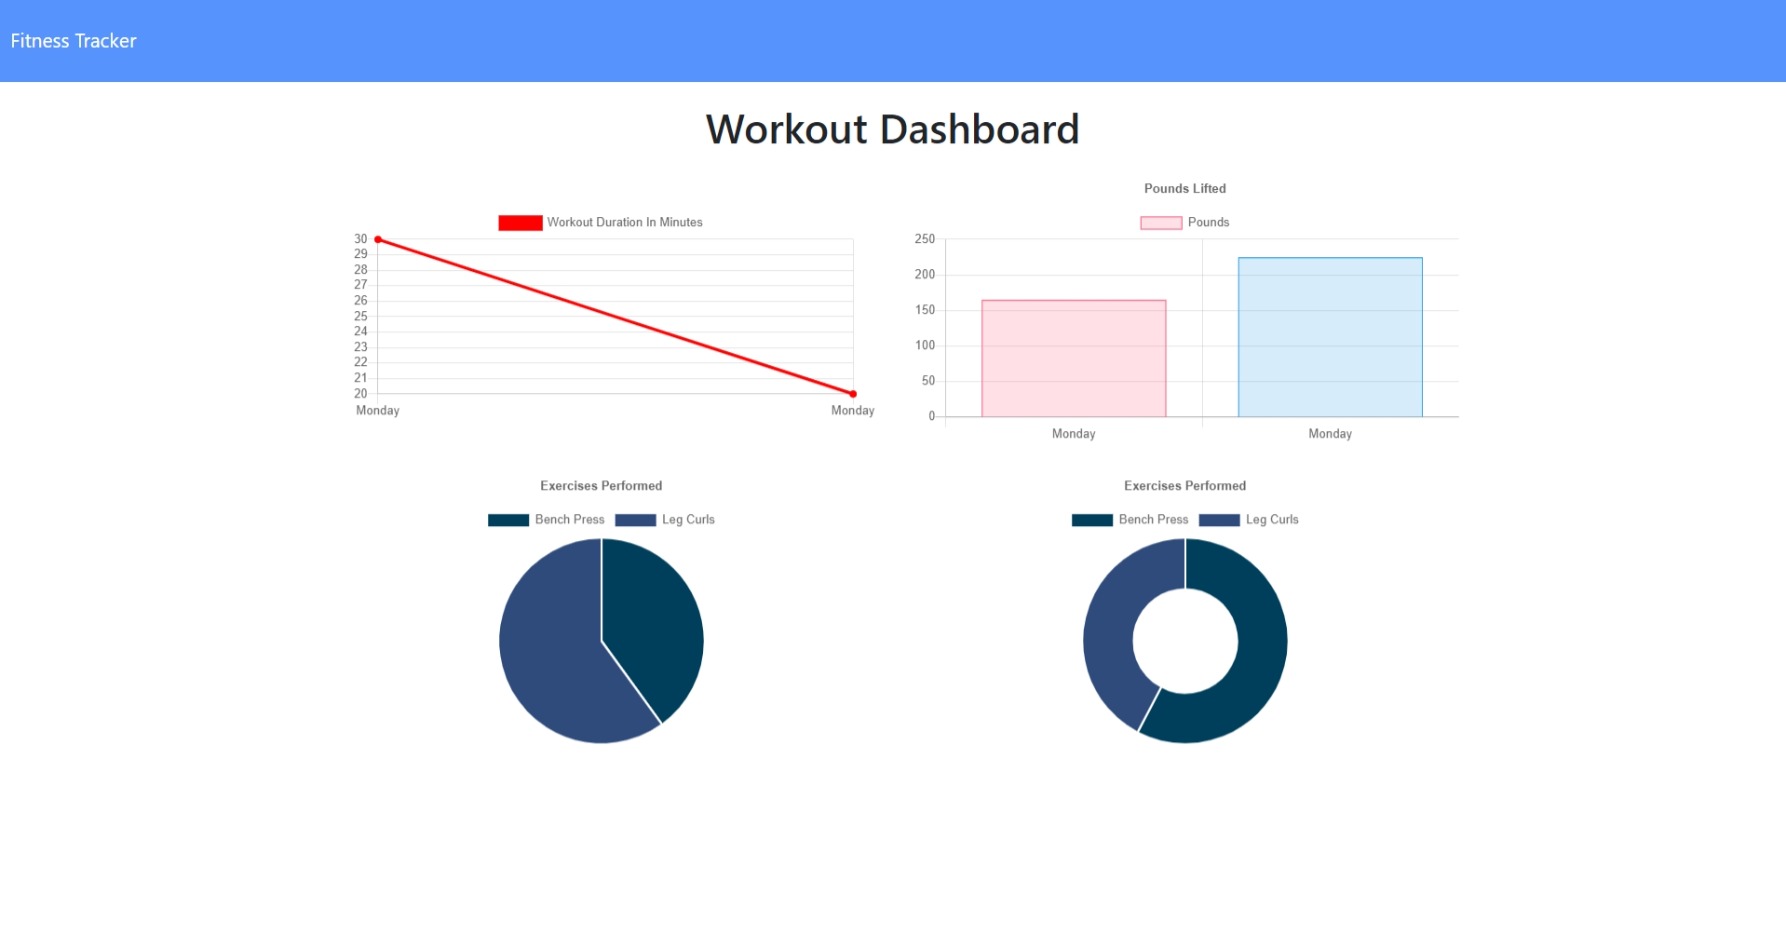 Fitness Tracker
Workout Dashboard
Workout Duration In Minutes
30
29
28
27
26
25
24
23
22
21
20
Monday Monday
Pounds Lifted
Pounds
250
200
150
100
50
0
Monday Monday
Exercises Performed
Bench Press Leg Curls
Exercises Performed
Bench Press Leg Curls